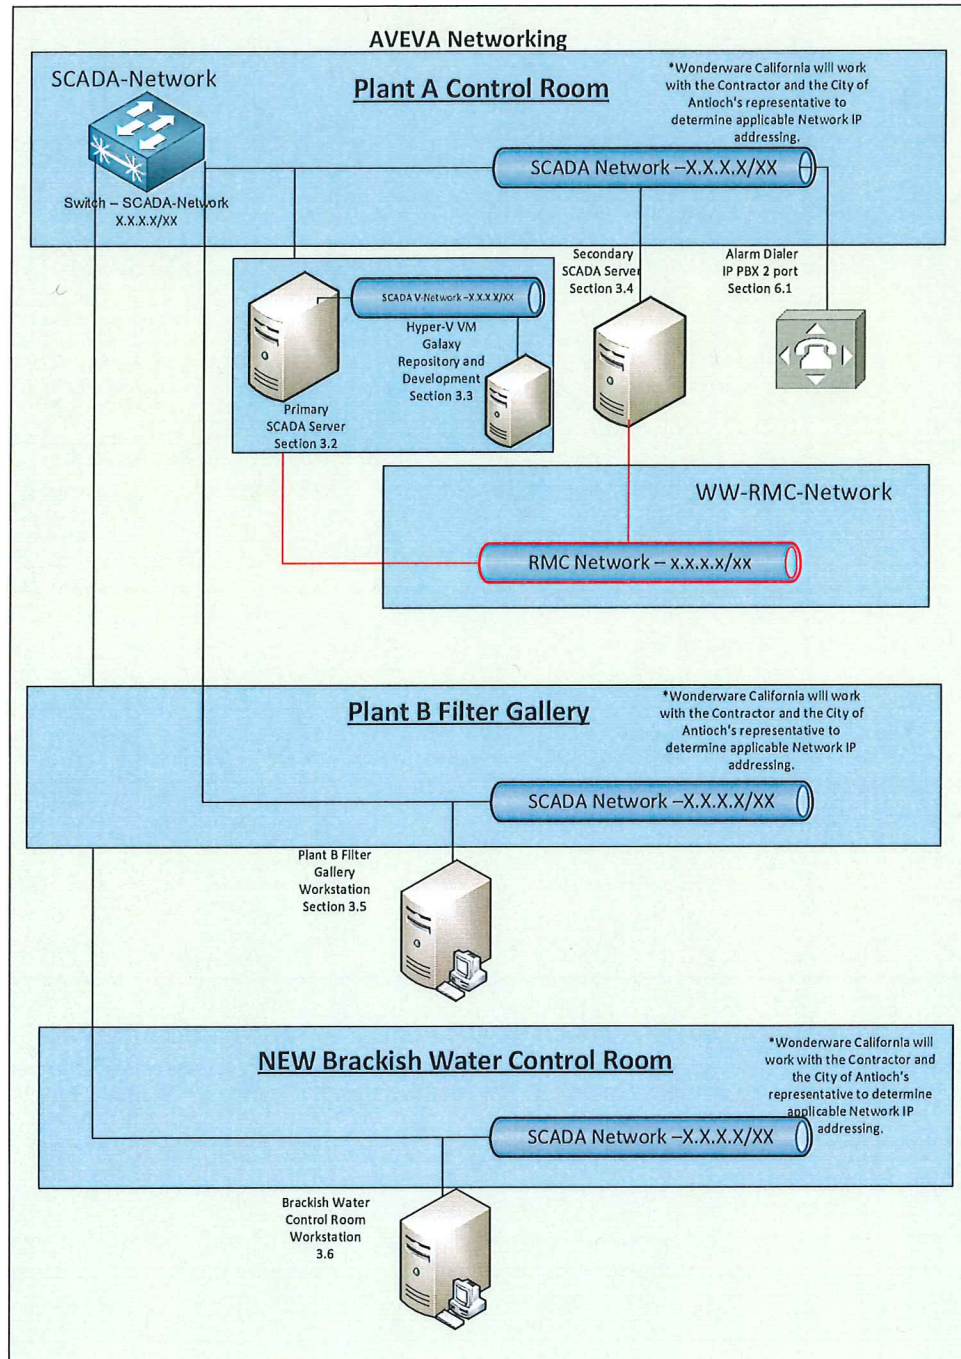 AVEVA Networking
SCADA-Network
Plant A Control Room
*Wonderware California will work
with the Contractor and the City of
Antioch's representative to
determine applicable Network IP
addressing.
SCADA Network –X.X.X.X/XX
Switch – SCADA-Network
X.X.X.X/XX
Secondary
SCADA Server
Section 3.4
Alarm Dialer
IP PBX 2 port
Section 6.1
SCADA V-Network –X.X.X.X/XX
Hyper-V VM
Galaxy
Repository and
Development
Section 3.3
Primary
SCADA Server
Section 3.2
WW-RMC-Network
RMC Network – x.x.x.x/xx
Plant B Filter Gallery
*Wonderware California will work
with the Contractor and the City of
Antioch's representative to
determine applicable Network IP
addressing.
SCADA Network –X.X.X.X/XX
Plant B Filter
Gallery
Workstation
Section 3.5
NEW Brackish Water Control Room
*Wonderware California will
work with the Contractor and
the City of Antioch's
representative to determine
applicable Network IP
addressing.
SCADA Network –X.X.X.X/XX
Brackish Water
Control Room
Workstation
3.6